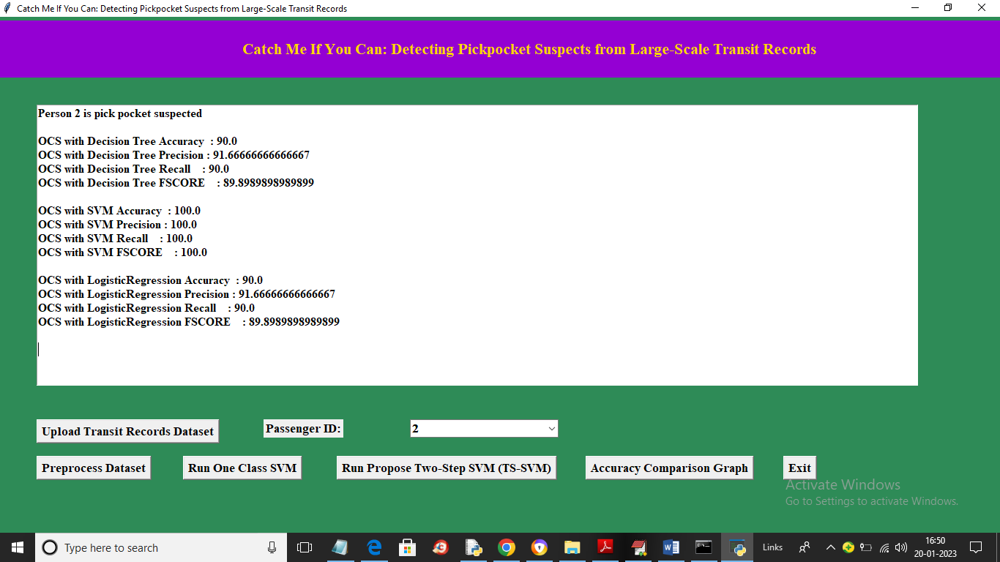 Catch Me If You Can: Detecting Pickpocket Suspects from Large-Scale Transit Records
Catch Me If You Can: Detecting Pickpocket Suspects from Large-Scale Transit Records
Person 2 is pick pocket suspected
OCS with Decision Tree Accuracy : 90.0
OCS with Decision Tree Precision : 91.66666666666667
OCS with Decision Tree Recall : 90.0
OCS with Decision Tree FSCORE : 89.8989898989899
OCS with SVM Accuracy : 100.0
OCS with SVM Precision : 100.0
OCS with SVM Recall : 100.0
OCS with SVM FSCORE : 100.0
OCS with LogisticRegression Accuracy : 90.0
OCS with LogisticRegression Precision : 91.66666666666667
OCS with LogisticRegression Recall : 90.0
OCS with LogisticRegression FSCORE : 89.8989898989899
Upload Transit Records Dataset Passenger ID: 2
Preprocess Dataset Run One Class SVM Run Propose Two-Step SVM (TS-SVM) Accuracy Comparison Graph Exit
Activate Windows
Go to Settings to activate Windows.
Type here to search Links 16:50
20-01-2023